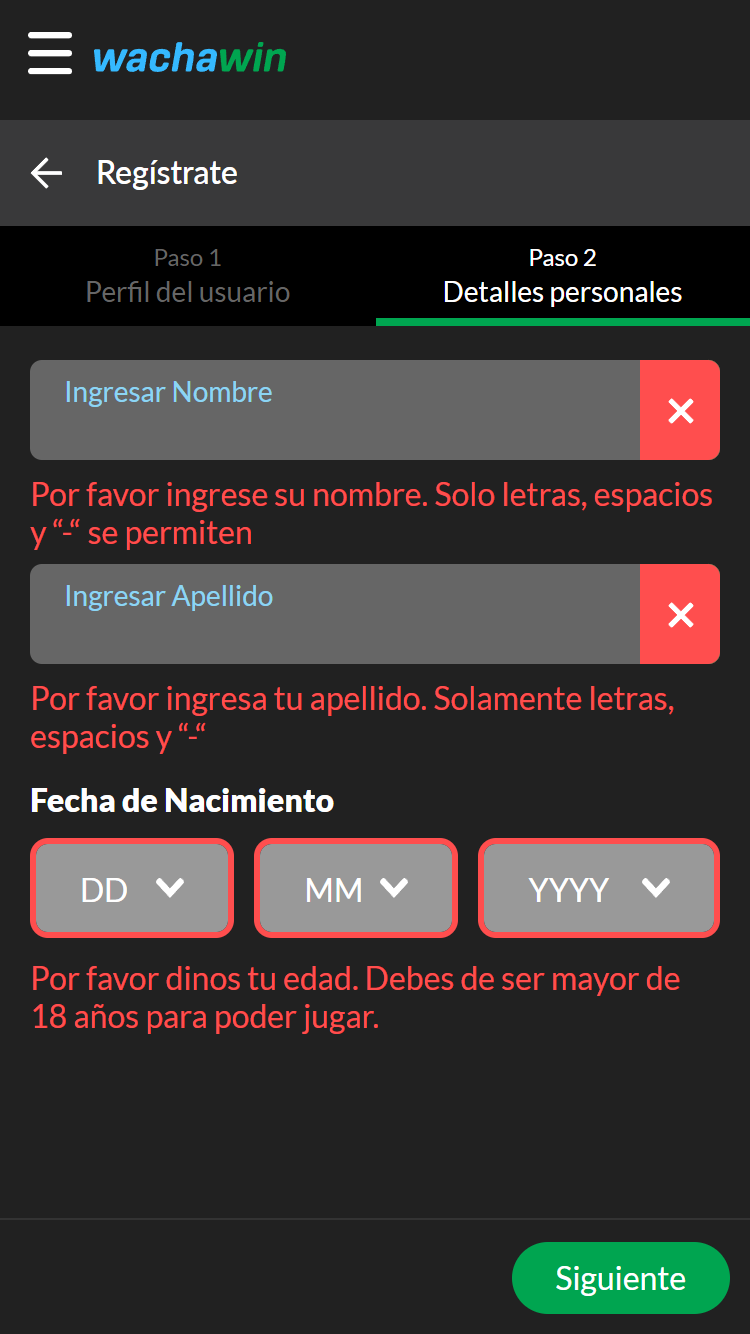 wachawin
Regístrate
Paso 1
Perfil del usuario
Paso 2
Detalles personales
Ingresar Nombre
Por favor ingrese su nombre. Solo letras, espacios
y “-“ se permiten
Ingresar Apellido
Por favor ingresa tu apellido. Solamente letras,
espacios y “-“
Fecha de Nacimiento
DD
MM
YYYY
Por favor dinos tu edad. Debes de ser mayor de
18 años para poder jugar.
Siguiente